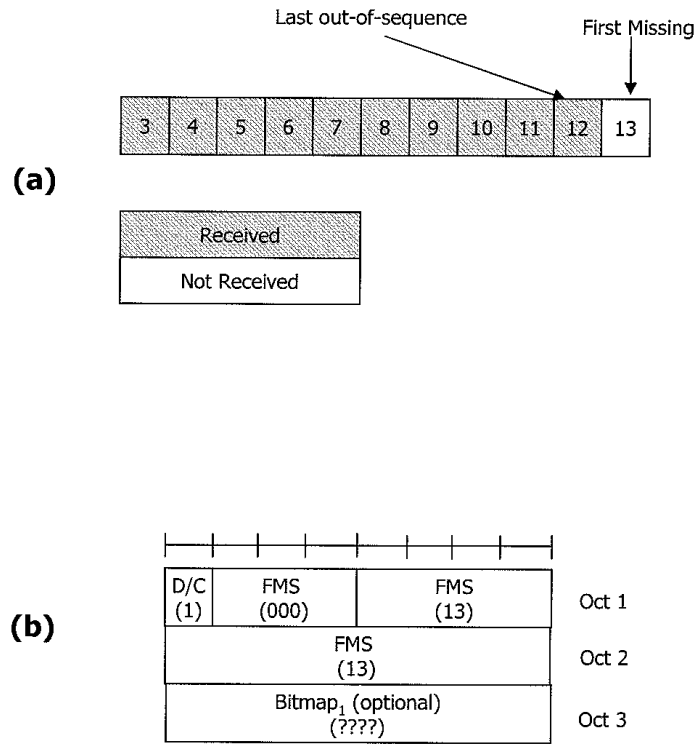 Last out-of-sequence
First Missing
3 4 5 6 7 8 9 10 11 12 13
(a)
Received
Not Received
D/C FMS FMS
(1) (000) (13)
Oct 1
(b)
FMS
(13)
Oct 2
Bitmap₁ (optional)
(????)
Oct 3